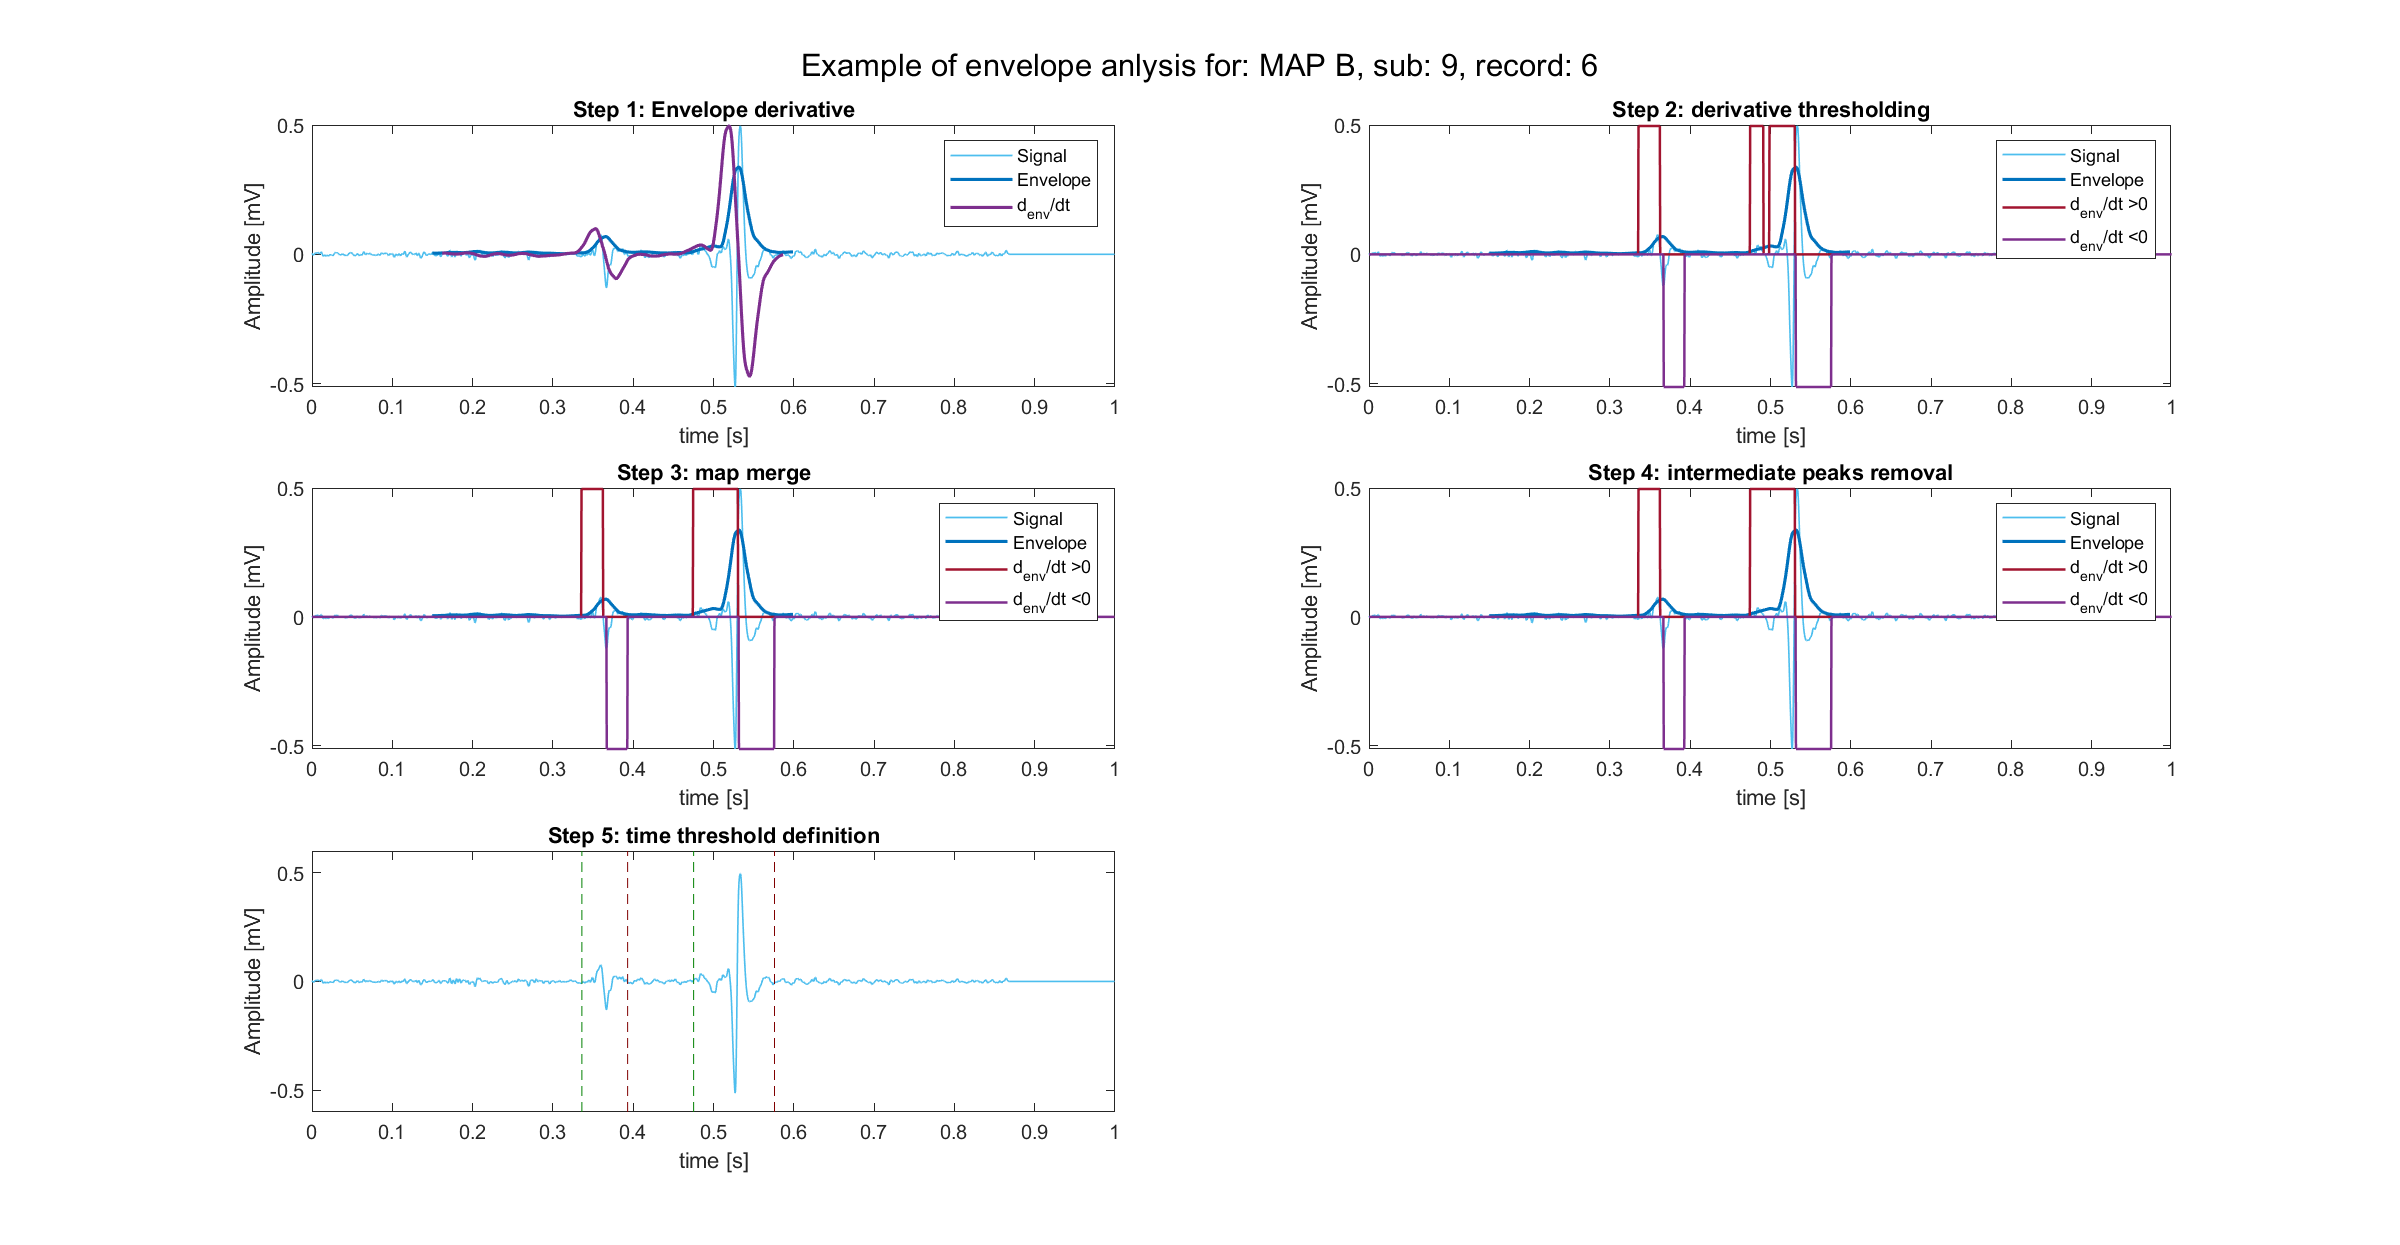 Example of envelope anlysis for: MAP B, sub: 9, record: 6
Step 1: Envelope derivative
0.5
0
-0.5
Amplitude [mV]
0 0.1 0.2 0.3 0.4 0.5 0.6 0.7 0.8 0.9 1
time [s]
Signal
Envelope
d_env/dt
Step 2: derivative thresholding
0.5
0
-0.5
Amplitude [mV]
0 0.1 0.2 0.3 0.4 0.5 0.6 0.7 0.8 0.9 1
time [s]
Signal
Envelope
d_env/dt >0
d_env/dt <0
Step 3: map merge
0.5
0
-0.5
Amplitude [mV]
0 0.1 0.2 0.3 0.4 0.5 0.6 0.7 0.8 0.9 1
time [s]
Signal
Envelope
d_env/dt >0
d_env/dt <0
Step 4: intermediate peaks removal
0.5
0
-0.5
Amplitude [mV]
0 0.1 0.2 0.3 0.4 0.5 0.6 0.7 0.8 0.9 1
time [s]
Signal
Envelope
d_env/dt >0
d_env/dt <0
Step 5: time threshold definition
0.5
0
-0.5
Amplitude [mV]
0 0.1 0.2 0.3 0.4 0.5 0.6 0.7 0.8 0.9 1
time [s]